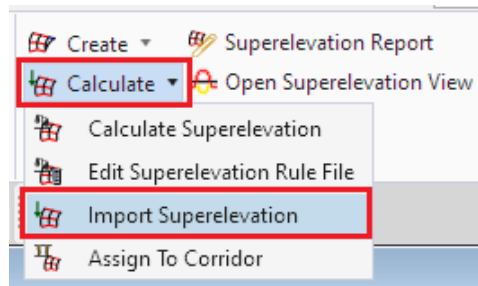 Create Superelevation Report
Calculate Open Superelevation View
Calculate Superelevation
Edit Superelevation Rule File
Import Superelevation
Assign To Corridor